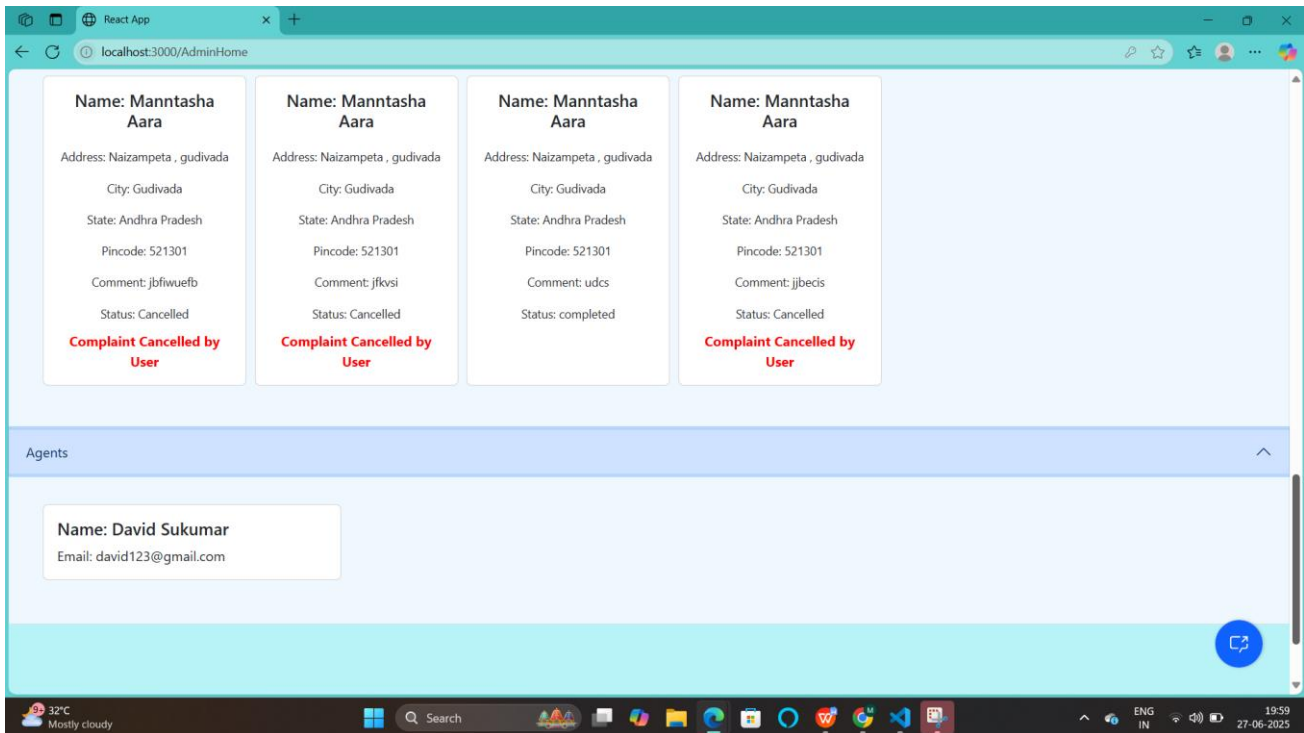 React App
localhost:3000/AdminHome
Name: Manntasha
Aara
Address: Naizampeta , gudivada
City: Gudivada
State: Andhra Pradesh
Pincode: 521301
Comment: jbfiwuefb
Status: Cancelled
Complaint Cancelled by
User
Name: Manntasha
Aara
Address: Naizampeta , gudivada
City: Gudivada
State: Andhra Pradesh
Pincode: 521301
Comment: jfkvsi
Status: Cancelled
Complaint Cancelled by
User
Name: Manntasha
Aara
Address: Naizampeta , gudivada
City: Gudivada
State: Andhra Pradesh
Pincode: 521301
Comment: udcs
Status: completed
Name: Manntasha
Aara
Address: Naizampeta , gudivada
City: Gudivada
State: Andhra Pradesh
Pincode: 521301
Comment: jjbecis
Status: Cancelled
Complaint Cancelled by
User
Agents
Name: David Sukumar
Email: david123@gmail.com
9+
32°C
Mostly cloudy
Search
ENG
IN
19:59
27-06-2025